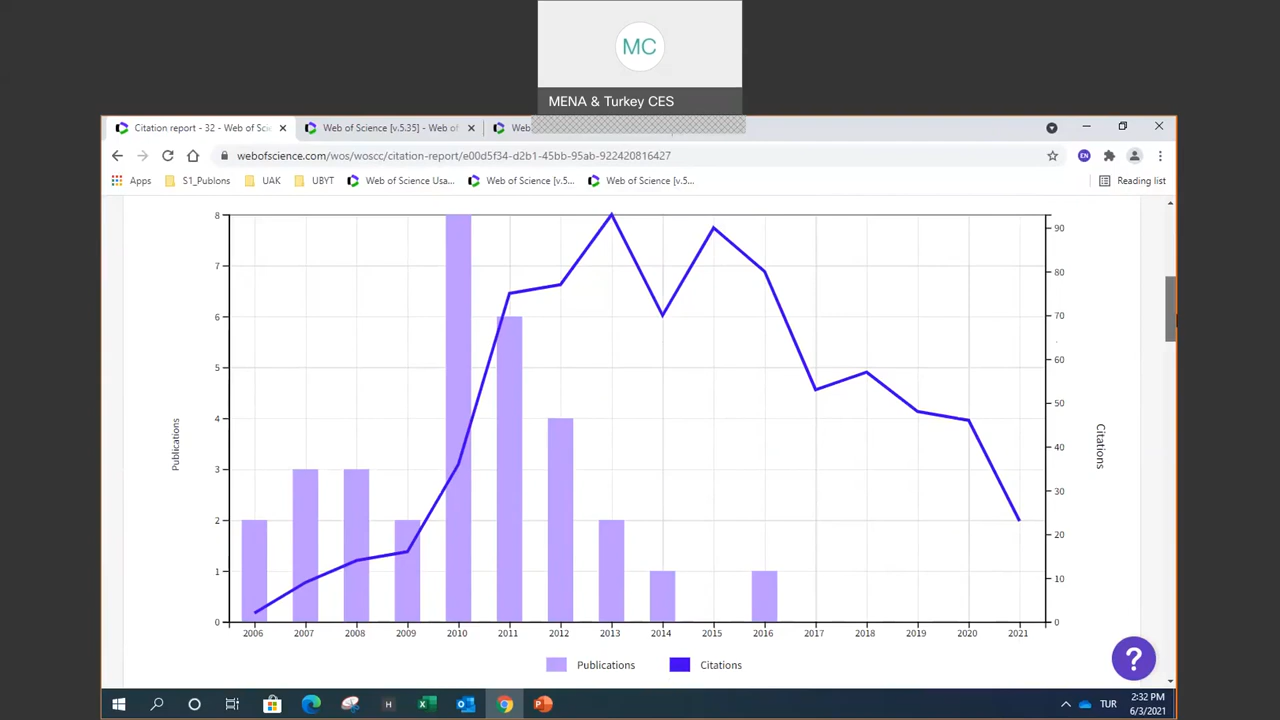 MC
MENA & Turkey CES
Citation report - 32 - Web of Scie
Web of Science [v.5.35] - Web of
Web
webofscience.com/wos/woscc/citation-report/e00d5f34-d2b1-45bb-95ab-922420816427
EN
Apps
S1_Publons
UAK
UBYT
Web of Science Usa...
Web of Science [v.5...
Web of Science [v.5...
Reading list
8
7
6
5
4
3
2
1
0
Publications
90
80
70
60
50
40
30
20
10
0
Citations
2006 2007 2008 2009 2010 2011 2012 2013 2014 2015 2016 2017 2018 2019 2020 2021
Publications Citations
?
H
TUR
2:32 PM
6/3/2021